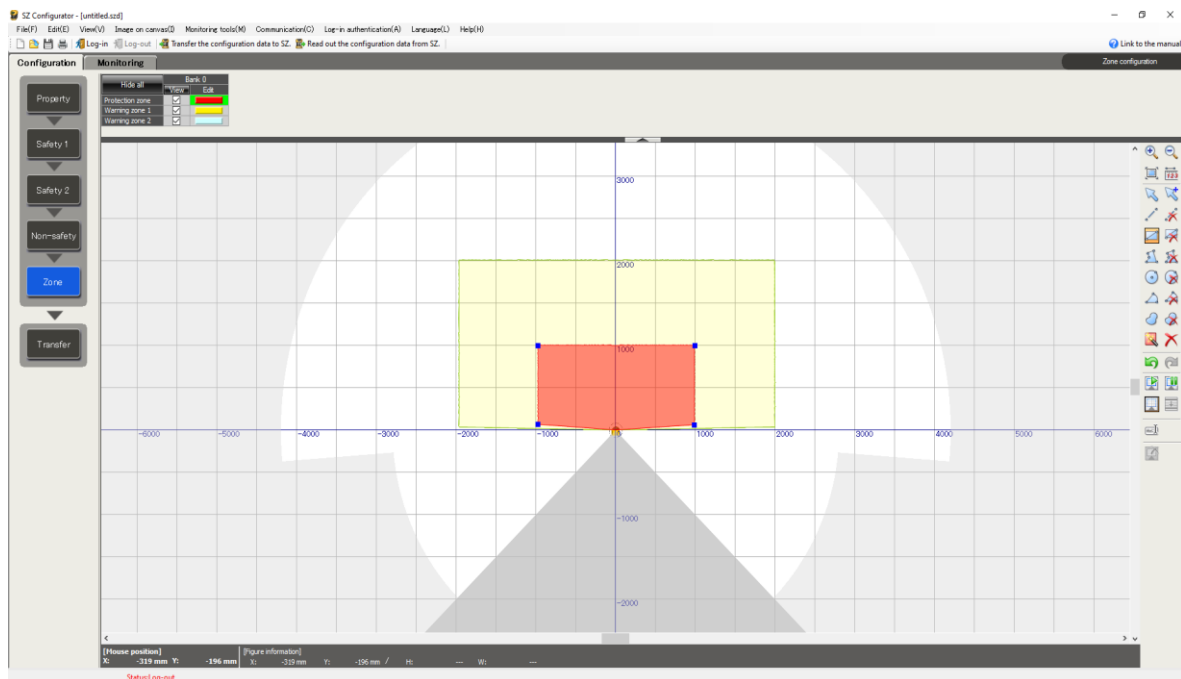 SZ Configurator - [untitled.szd]
File(F) Edit(E) View(V) Image on canvas(I) Monitoring tools(M) Communication(C) Log-in authentication(A) Language(L) Help(H)
Log-in Log-out Transfer the configuration data to SZ. Read out the configuration data from SZ. Link to the manual
Configuration Monitoring Zone configuration
Hide all Bank 0
View Edit
Protection zone
Warning zone 1
Warning zone 2
Property
Safety 1
Safety 2
Non-safety
Zone
Transfer
3000
2000
1000
-6000 -5000 -4000 -3000 -2000 -1000 0 1000 2000 3000 4000 5000 6000
-1000
-2000
[Mouse position] [Figure information]
X: -319 mm Y: -196 mm X: -319 mm Y: -196 mm / H: --- W: ---
Status:Log-out